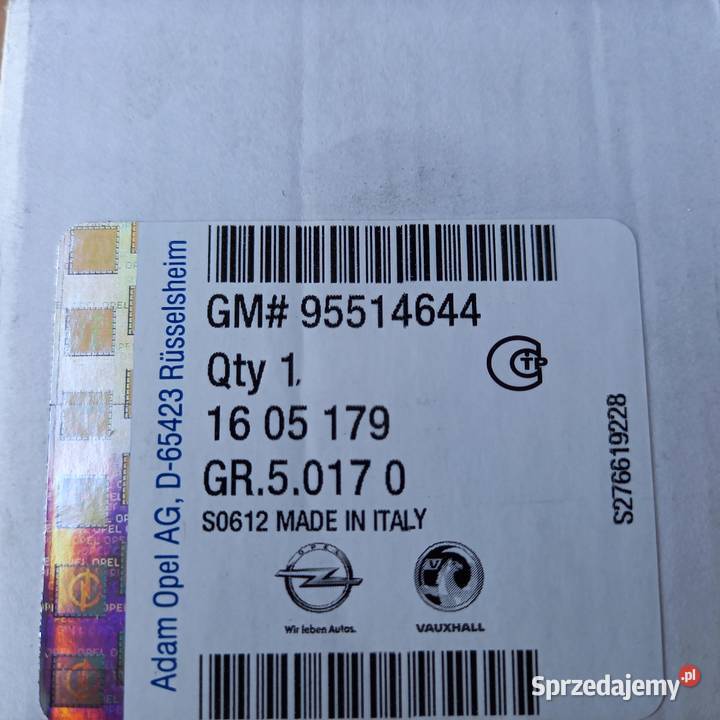 GM# 95514644
Qty 1
16 05 179
GR.5.017 0
S0612 MADE IN ITALY
Adam Opel AG, D-65423 Rüsselsheim
S276619228
OPEL
Wir leben Autos.
VAUXHALL
Sprzedajemy.pl